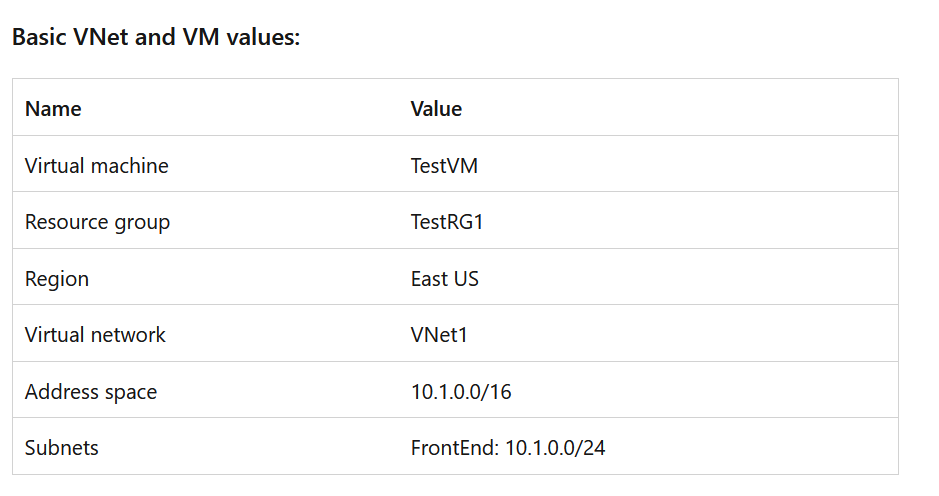 Basic VNet and VM values:
Name Value
Virtual machine TestVM
Resource group TestRG1
Region East US
Virtual network VNet1
Address space 10.1.0.0/16
Subnets FrontEnd: 10.1.0.0/24